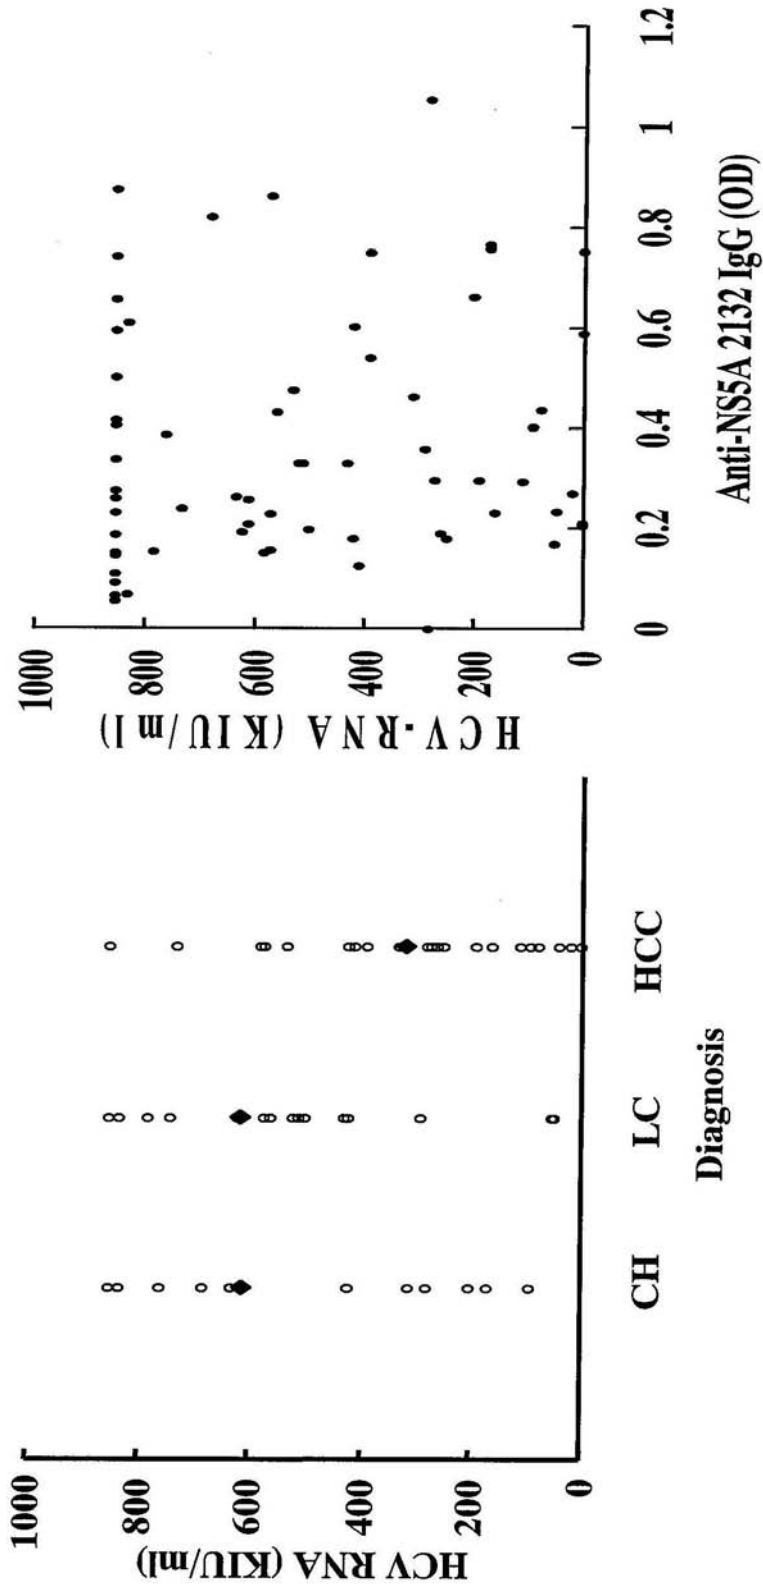 HCV RNA (KIU/ml)
1000
800
600
400
200
0
CH
LC
HCC
Diagnosis
HCV-RNA (KIU/ml)
1000
800
600
400
200
0
0
0.2
0.4
0.6
0.8
1
1.2
Anti-NS5A 2132 IgG (OD)